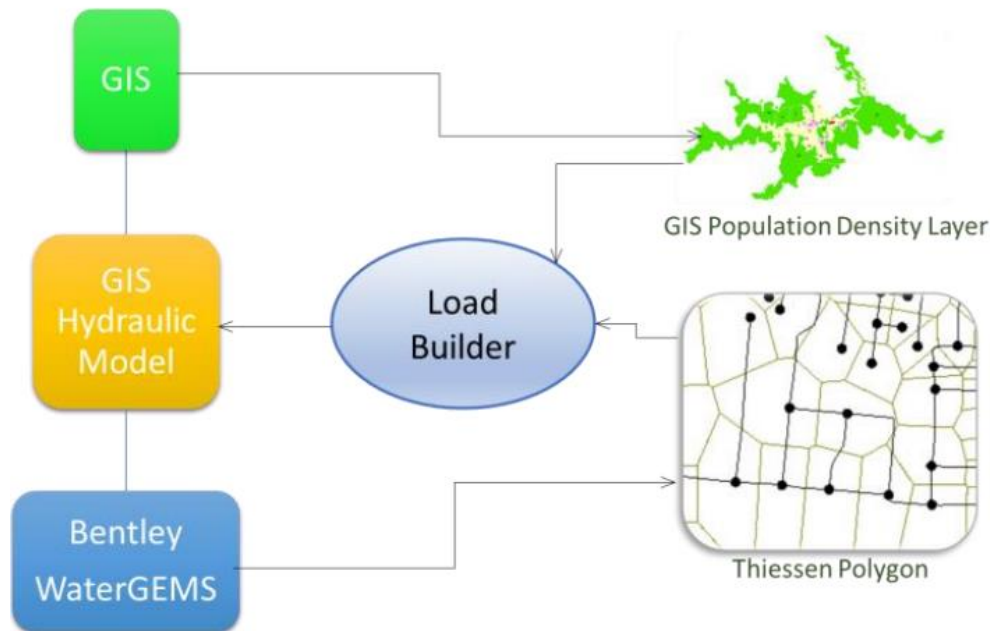 GIS
GIS Population Density Layer
GIS
Hydraulic
Model
Load
Builder
Bentley
WaterGEMS
Thiessen Polygon